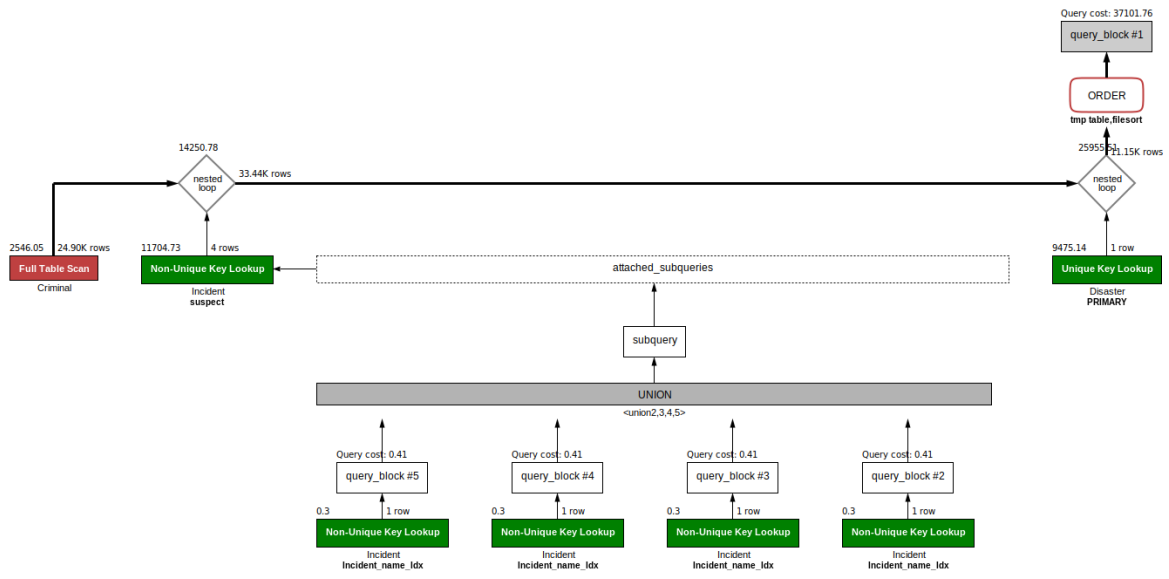 Query cost: 37101.76
query_block #1
ORDER
tmp table,filesort
14250.78
25955.51
11.15K rows
nested
loop
33.44K rows
nested
loop
2546.05 24.90K rows
11704.73 4 rows
9475.14 1 row
Full Table Scan
Non-Unique Key Lookup
attached_subqueries
Unique Key Lookup
Criminal
Incident
suspect
Disaster
PRIMARY
subquery
UNION
<union2,3,4,5>
Query cost: 0.41 Query cost: 0.41 Query cost: 0.41 Query cost: 0.41
query_block #5 query_block #4 query_block #3 query_block #2
0.3 1 row 0.3 1 row 0.3 1 row 0.3 1 row
Non-Unique Key Lookup Non-Unique Key Lookup Non-Unique Key Lookup Non-Unique Key Lookup
Incident Incident Incident Incident
Incident_name_Idx Incident_name_Idx Incident_name_Idx Incident_name_Idx